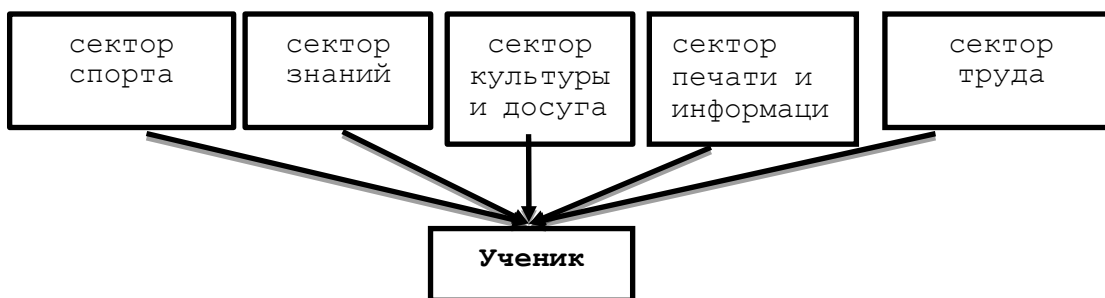 сектор
спорта
сектор
знаний
сектор
культуры
и досуга
сектор
печати и
информаци
сектор
труда
Ученик